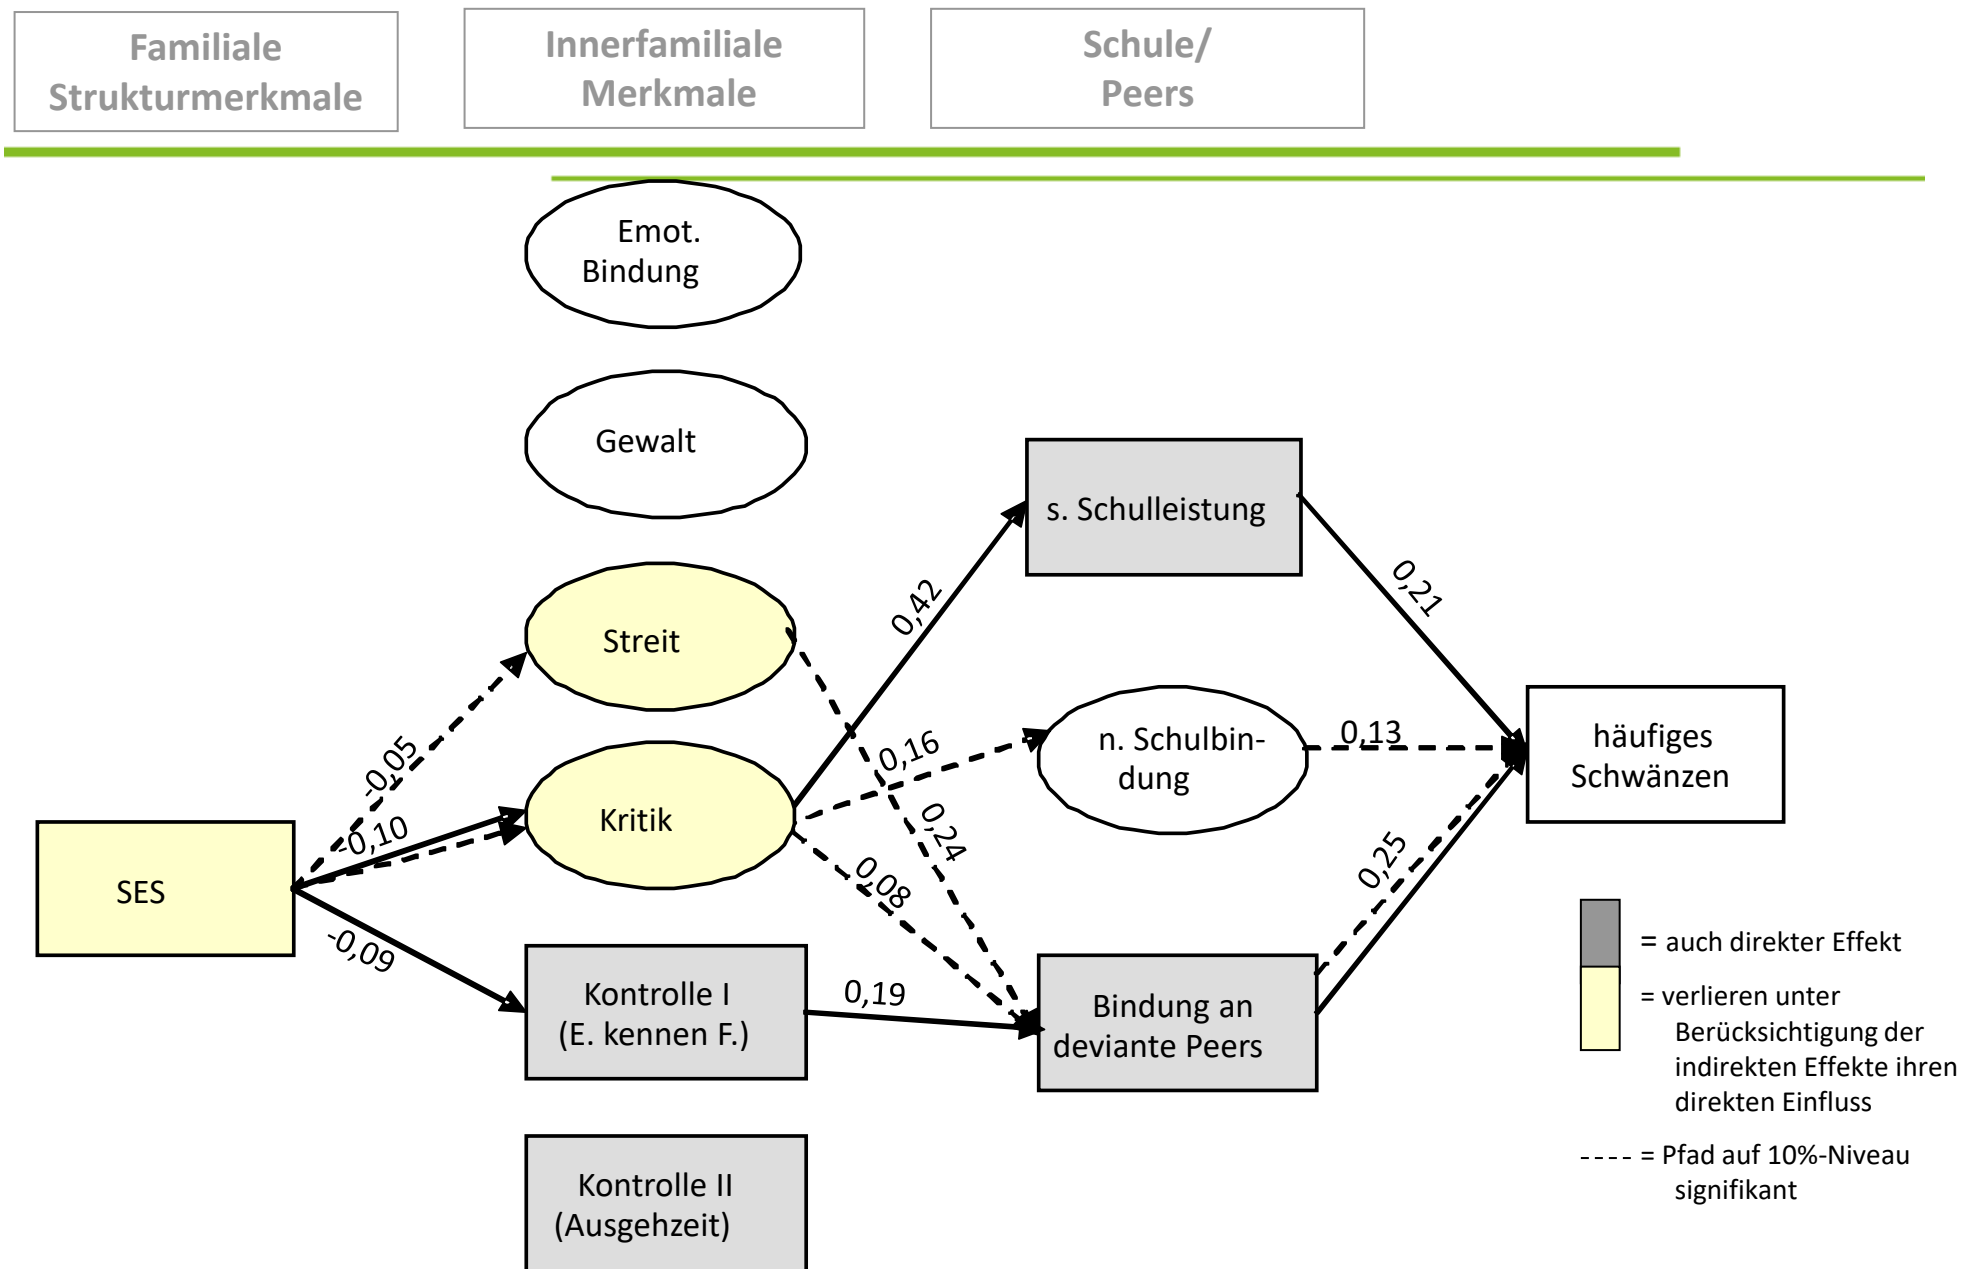 Familiale
Strukturmerkmale
Innerfamiliale
Merkmale
Schule/
Peers
Emot.
Bindung
Gewalt
Streit
Kritik
SES
Kontrolle I
(E. kennen F.)
Kontrolle II
(Ausgehzeit)
s. Schulleistung
n. Schulbin-
dung
Bindung an
deviante Peers
häufiges
Schwänzen
-0,05
-0,10
-0,09
0,42
0,16
0,24
0,08
0,19
0,21
0,13
0,25
= auch direkter Effekt
= verlieren unter
Berücksichtigung der
indirekten Effekte ihren
direkten Einfluss
---- = Pfad auf 10%-Niveau
signifikant